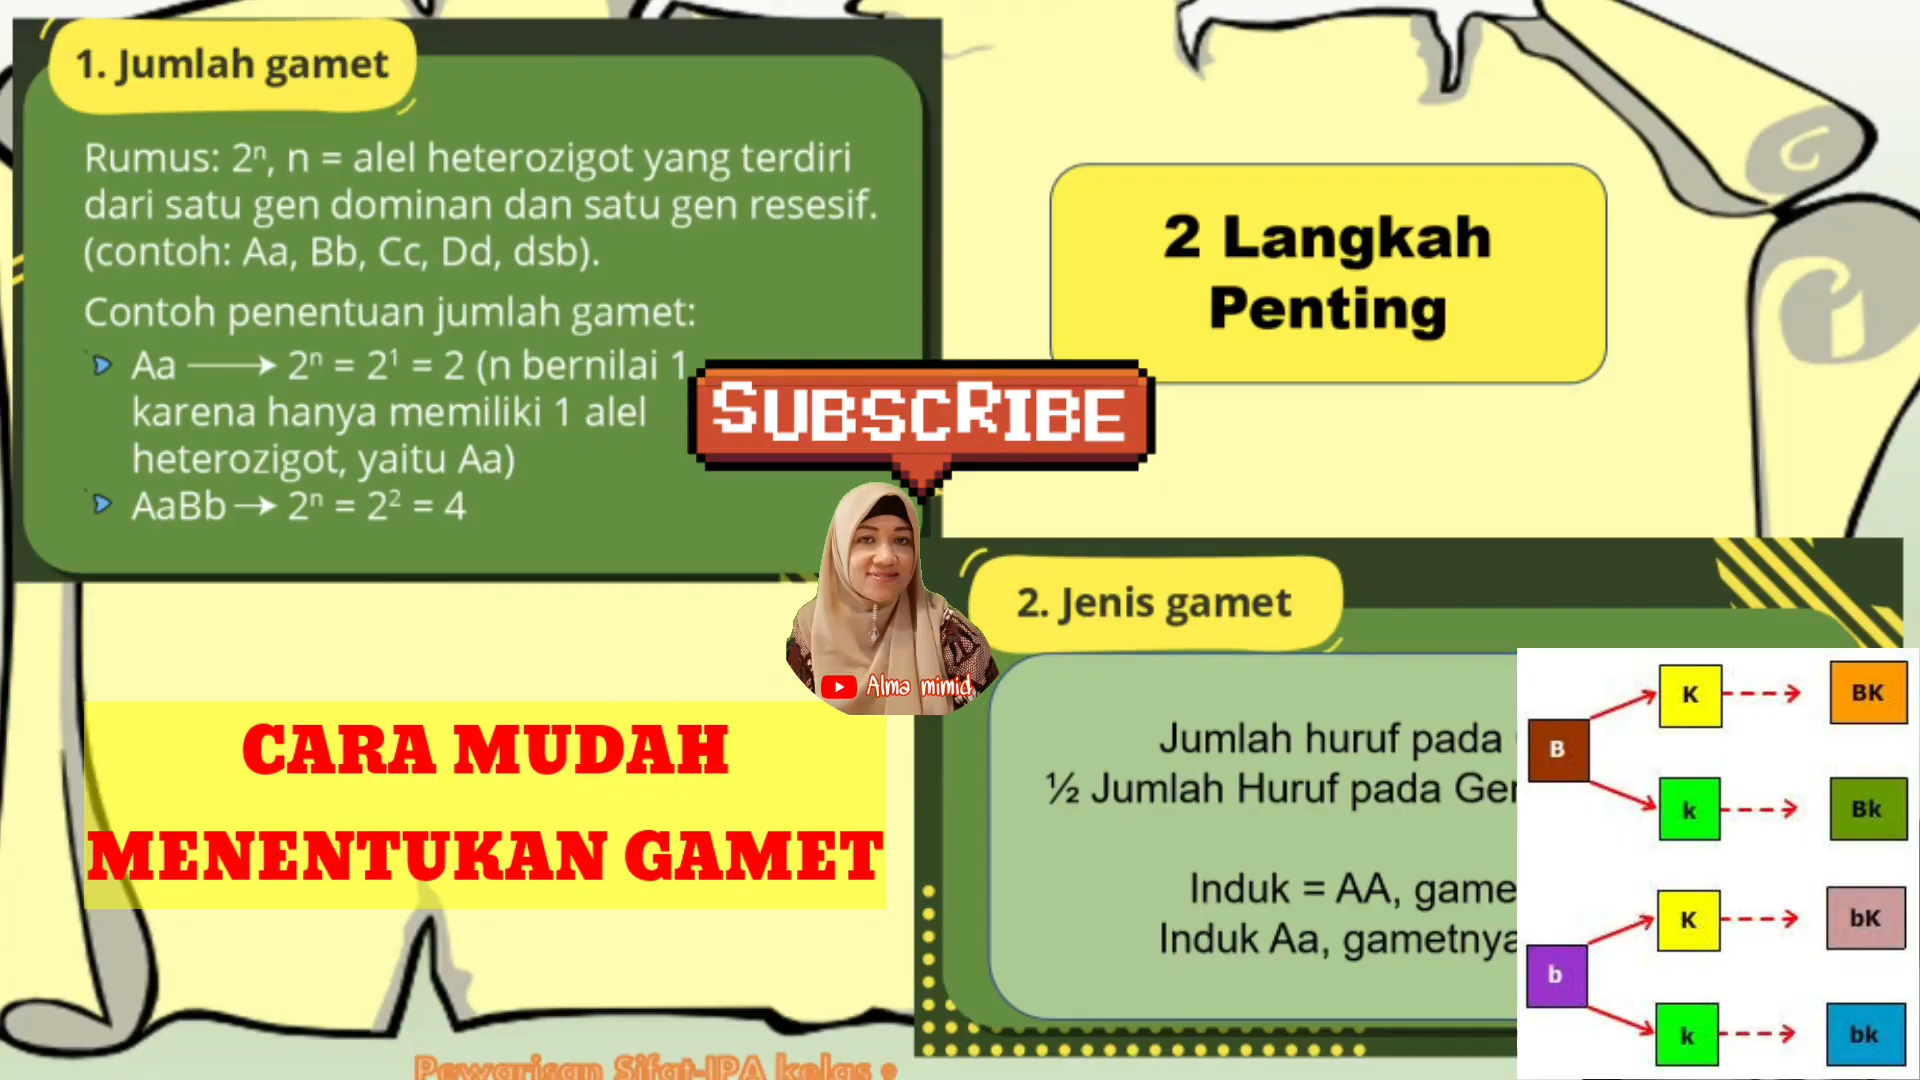 1. Jumlah gamet
Rumus: 2ⁿ, n = alel heterozigot yang terdiri
dari satu gen dominan dan satu gen resesif.
(contoh: Aa, Bb, Cc, Dd, dsb).
Contoh penentuan jumlah gamet:
Aa → 2ⁿ = 2¹ = 2 (n bernilai 1
karena hanya memiliki 1 alel
heterozigot, yaitu Aa)
AaBb → 2ⁿ = 2² = 4
2 Langkah
Penting
SUBSCRIBE
Alma mimid
CARA MUDAH
MENENTUKAN GAMET
2. Jenis gamet
Jumlah huruf pada
½ Jumlah Huruf pada
Induk = AA,
Induk Aa, gametnya
B
K
BK
k
Bk
b
K
bK
k
bk
Pewarisan Sifat-IPA kelas 9